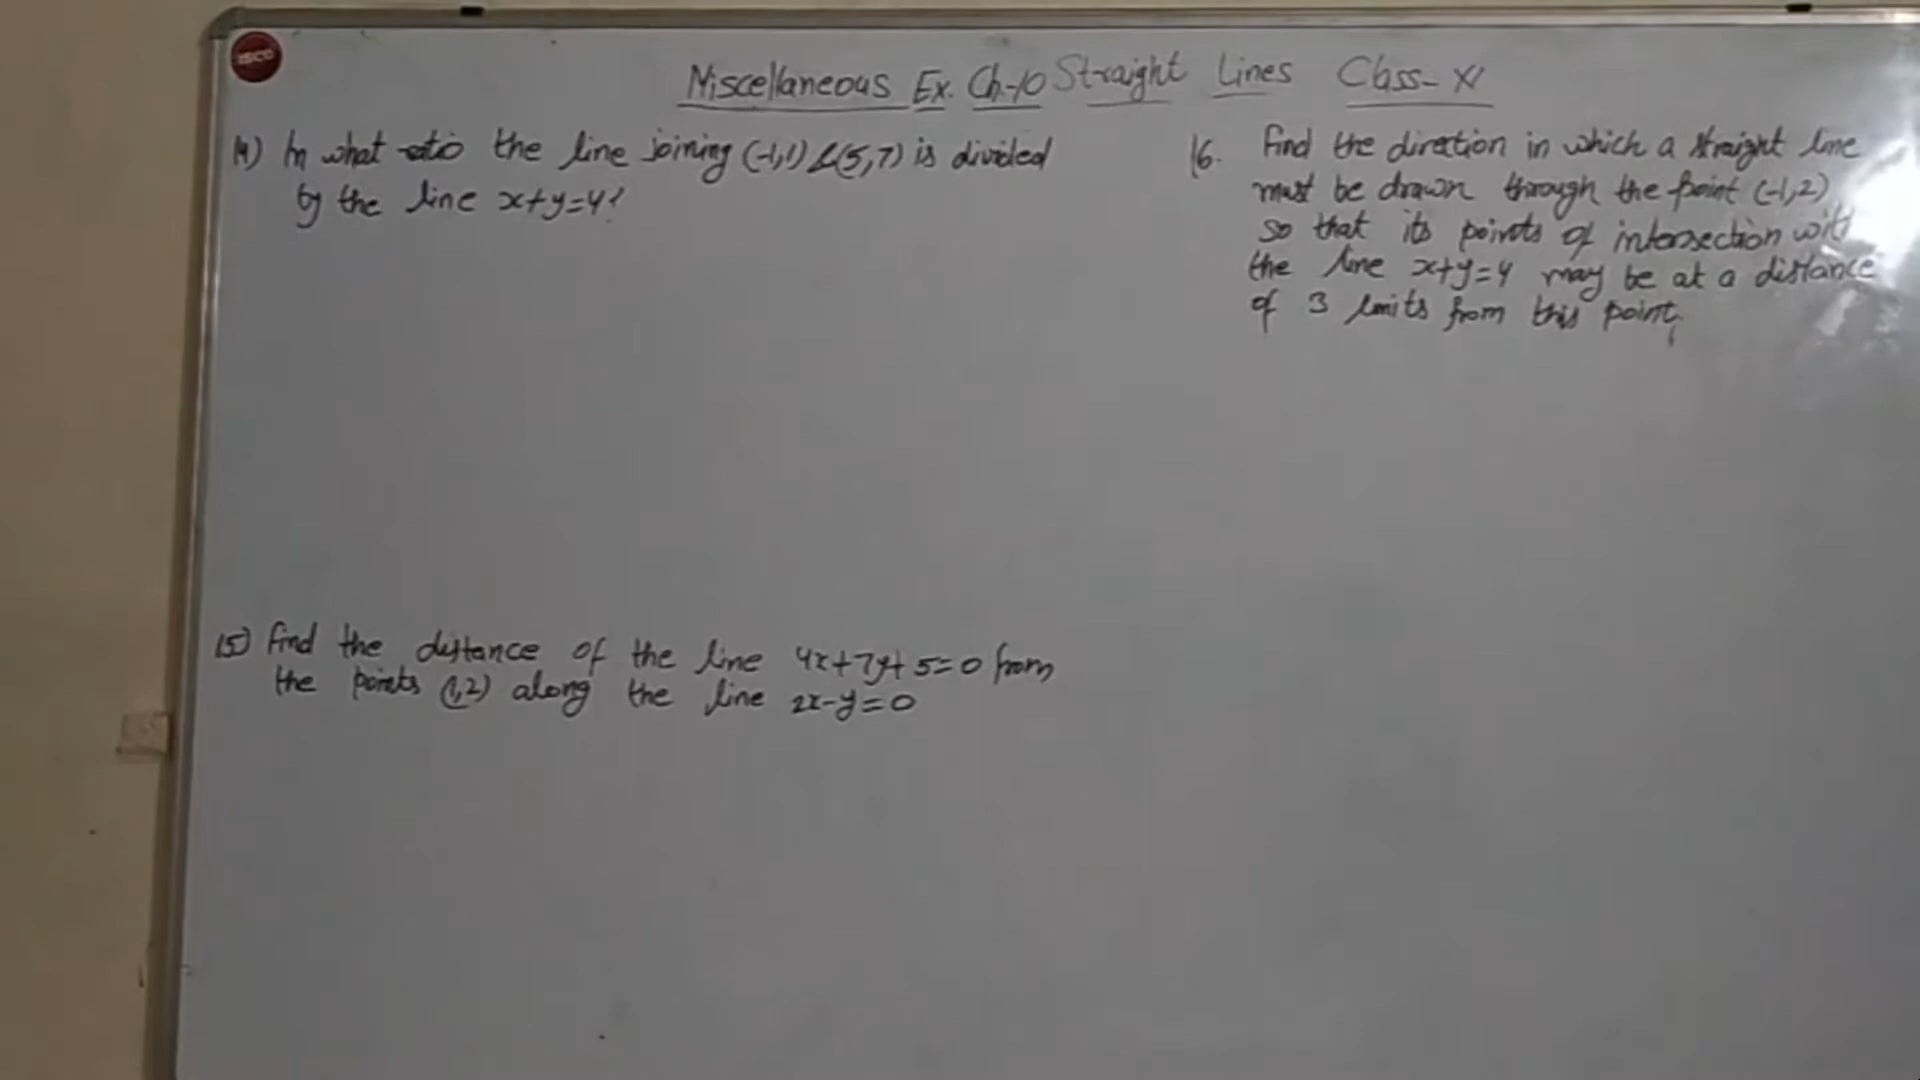 Miscellaneous Ex. Ch.-10 Straight Lines Class-XI
14) In what ratio the line joining (-1,1) & (5,7) is divided
by the line x+y=4?
15) Find the distance of the line 4x+7y+5=0 from
the points (1,2) along the line 2x-y=0
16. Find the direction in which a straight line
must be drawn through the point (-1,2)
so that its points of intersection with
the line x+y=4 may be at a distance
of 3 units from this point.